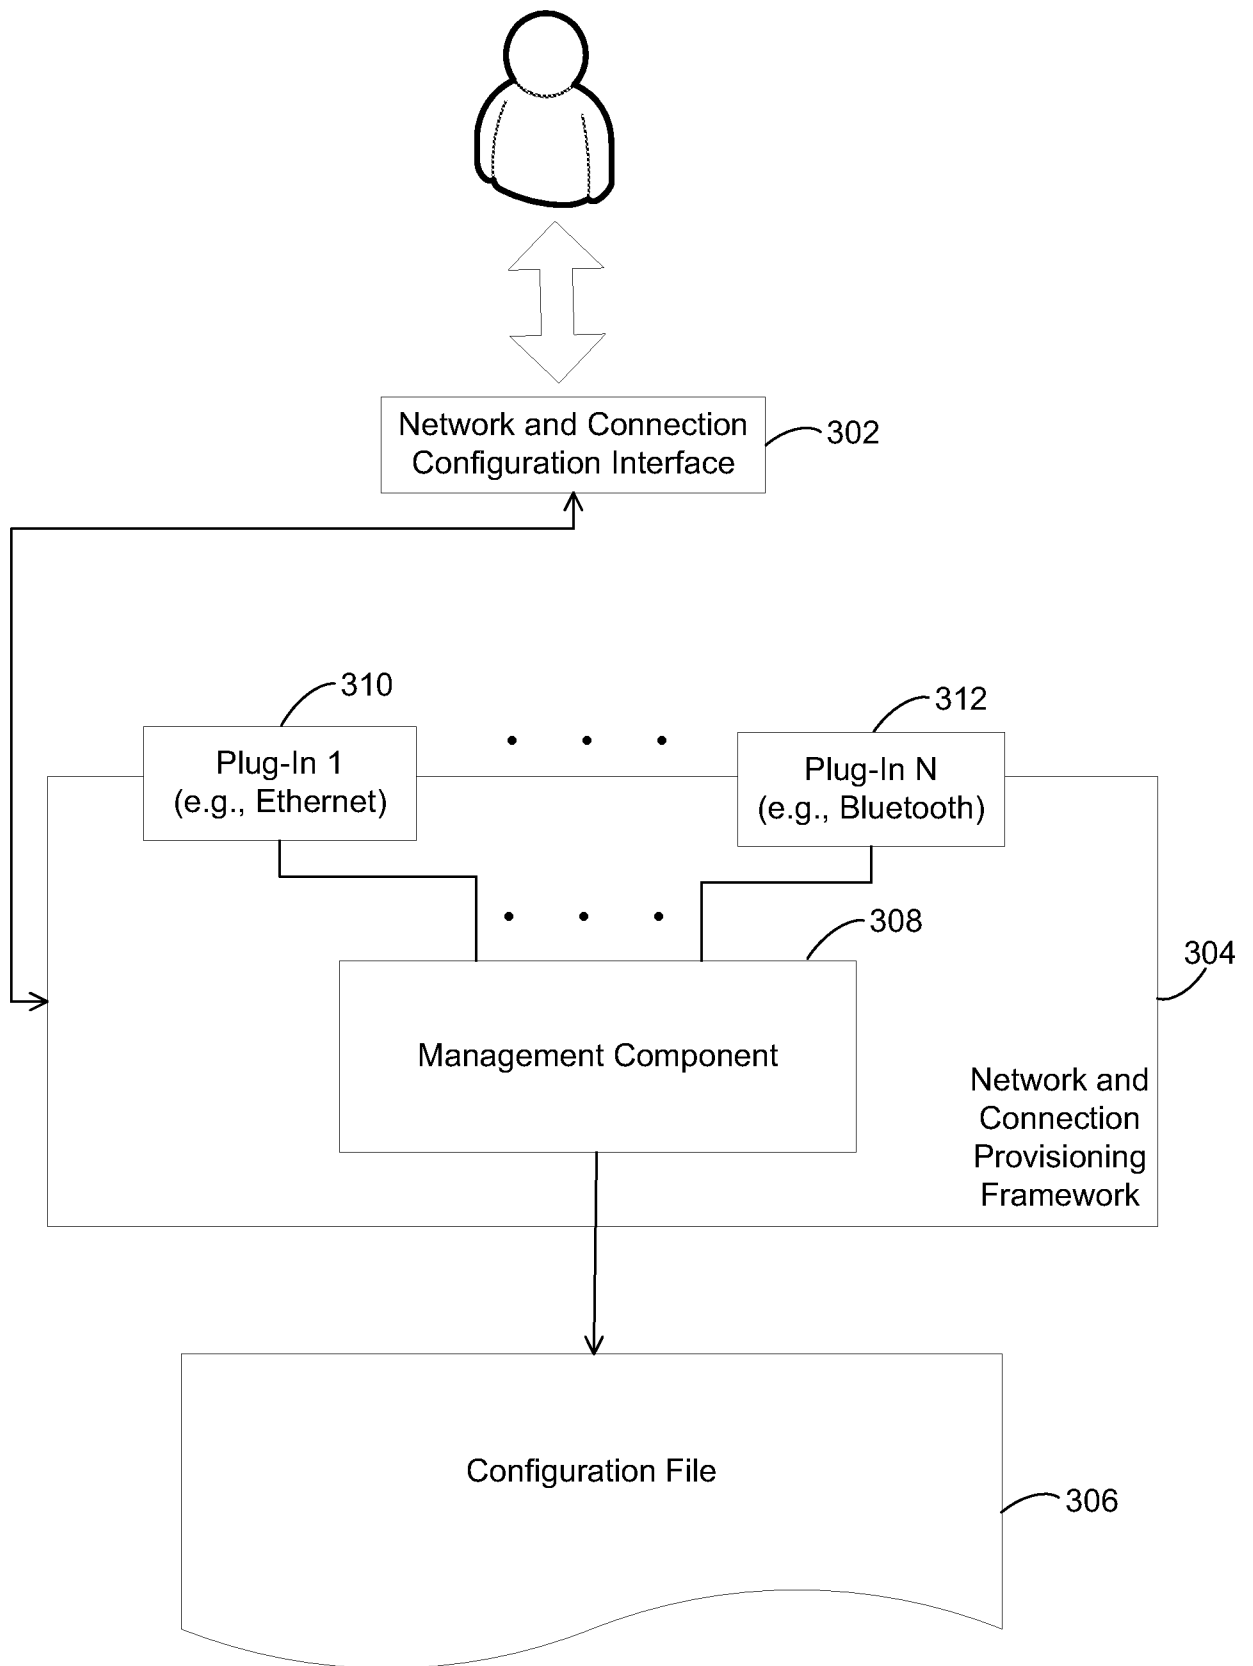 Network and Connection
Configuration Interface
302
310
312
Plug-In 1
(e.g., Ethernet)
Plug-In N
(e.g., Bluetooth)
308
304
Management Component
Network and
Connection
Provisioning
Framework
Configuration File
306